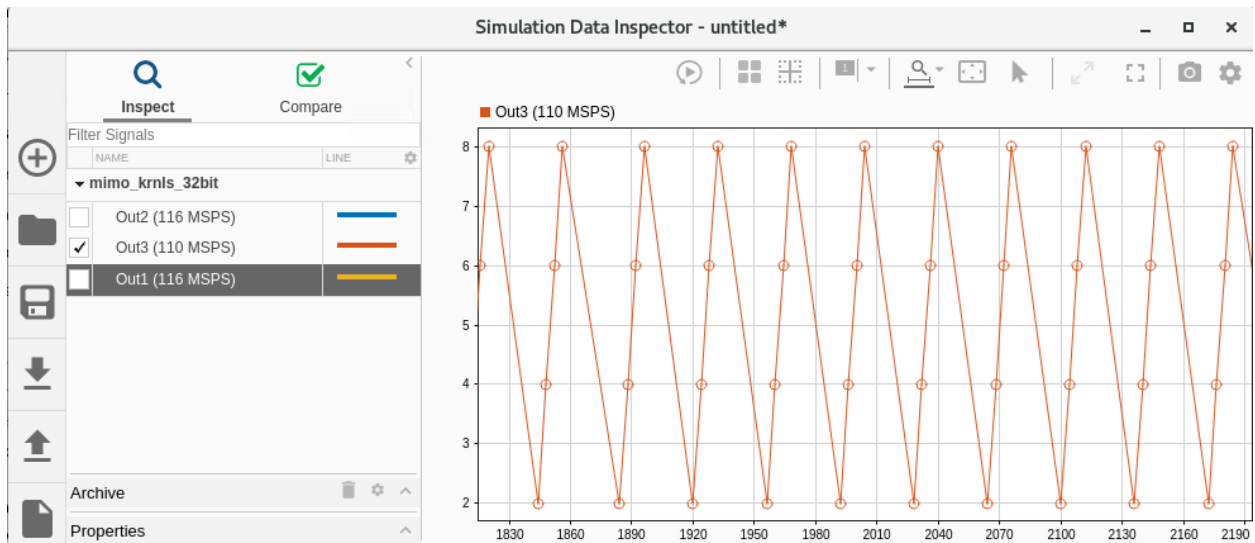 Simulation Data Inspector - untitled*
Inspect
Compare
Filter Signals
NAME
LINE
mimo_krnls_32bit
Out2 (116 MSPS)
Out3 (110 MSPS)
Out1 (116 MSPS)
Archive
Properties
1
Out3 (110 MSPS)
8
7
6
5
4
3
2
1830 1860 1890 1920 1950 1980 2010 2040 2070 2100 2130 2160 2190